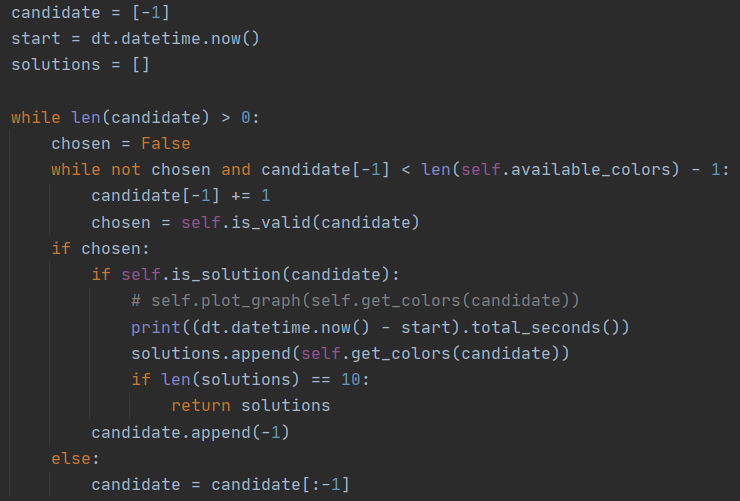 candidate = [-1]
start = dt.datetime.now()
solutions = []

while len(candidate) > 0:
    chosen = False
    while not chosen and candidate[-1] < len(self.available_colors) - 1:
        candidate[-1] += 1
        chosen = self.is_valid(candidate)
    if chosen:
        if self.is_solution(candidate):
            # self.plot_graph(self.get_colors(candidate))
            print((dt.datetime.now() - start).total_seconds())
            solutions.append(self.get_colors(candidate))
            if len(solutions) == 10:
                return solutions
        candidate.append(-1)
    else:
        candidate = candidate[:-1]